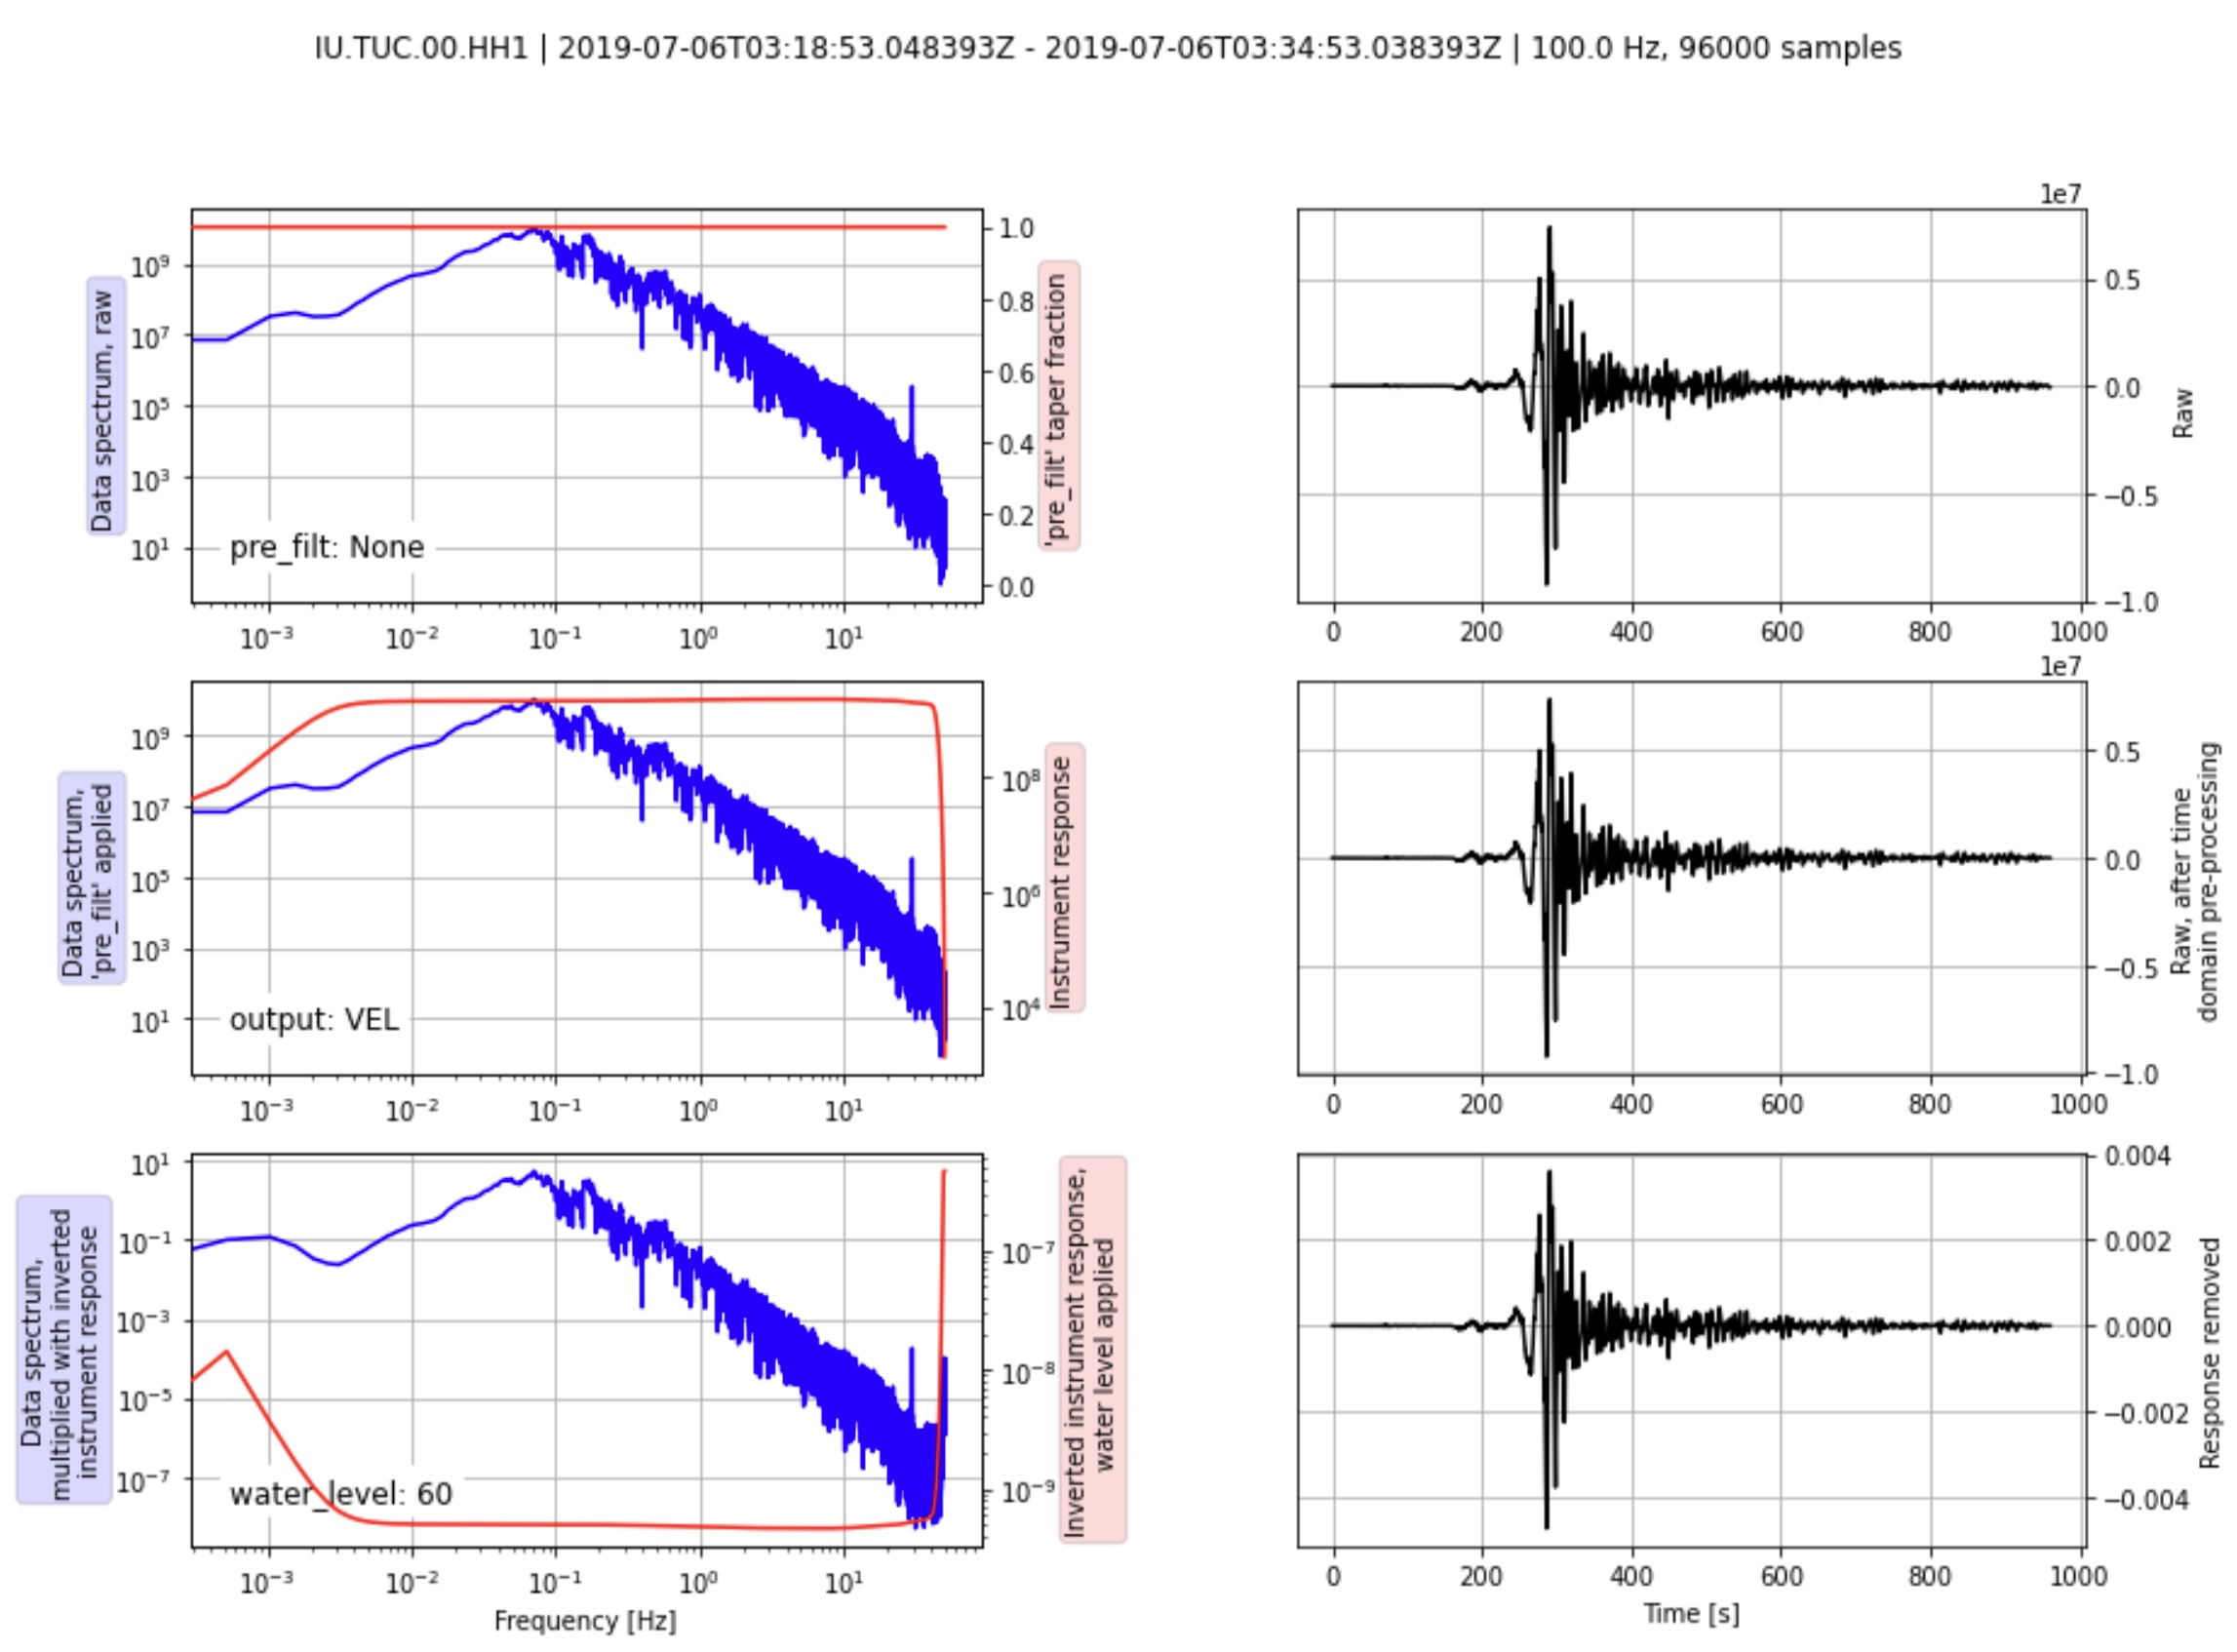 IU.TUC.00.HH1 | 2019-07-06T03:18:53.048393Z - 2019-07-06T03:34:53.038393Z | 100.0 Hz, 96000 samples
Data spectrum, raw
10⁹
10⁷
10⁵
10³
10¹
pre_filt: None
1.0
0.8
0.6
0.4
0.2
0.0
'pre_filt' taper fraction
10⁻³ 10⁻² 10⁻¹ 10⁰ 10¹
1e7
0.5
0.0
−0.5
−1.0
Raw
0 200 400 600 800 1000
Data spectrum,
'pre_filt' applied
10⁹
10⁷
10⁵
10³
10¹
output: VEL
10⁸
10⁶
10⁴
Instrument response
10⁻³ 10⁻² 10⁻¹ 10⁰ 10¹
1e7
0.5
0.0
−0.5
−1.0
Raw, after time
domain pre-processing
0 200 400 600 800 1000
Data spectrum,
multiplied with inverted
instrument response
10¹
10⁻¹
10⁻³
10⁻⁵
10⁻⁷
water_level: 60
10⁻⁷
10⁻⁸
10⁻⁹
Inverted instrument response,
water level applied
10⁻³ 10⁻² 10⁻¹ 10⁰ 10¹
Frequency [Hz]
0.004
0.002
0.000
−0.002
−0.004
Response removed
0 200 400 600 800 1000
Time [s]